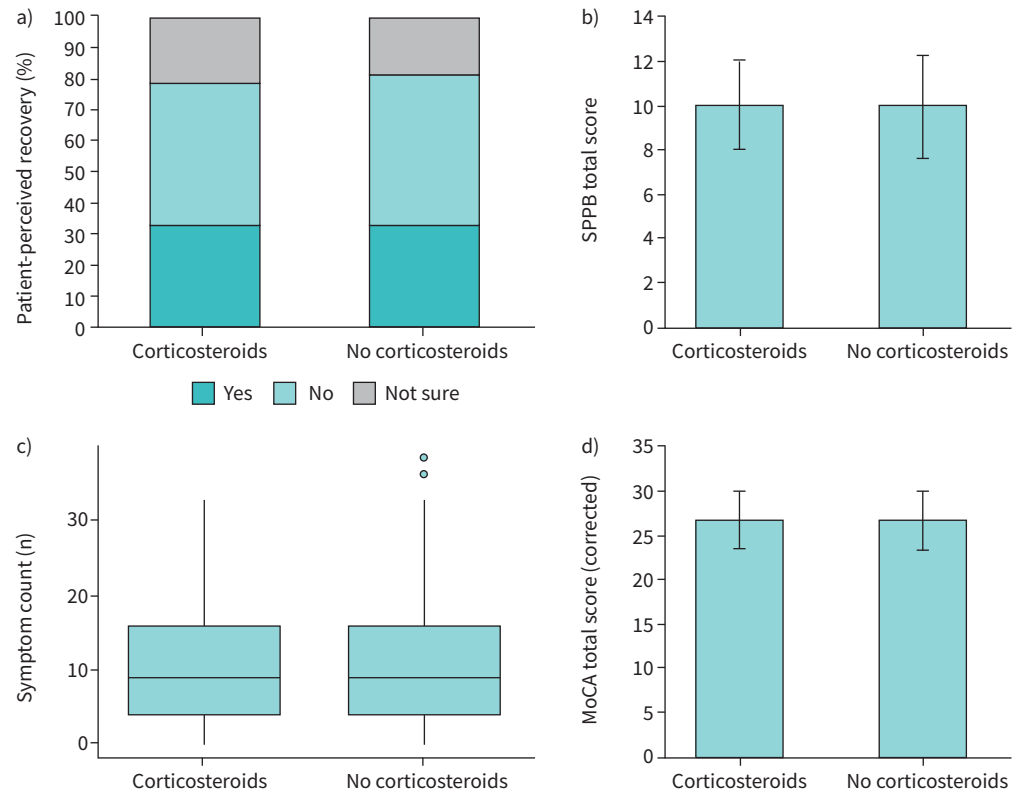 a)
Patient-perceived recovery (%)
100
90
80
70
60
50
40
30
20
10
0
Corticosteroids
No corticosteroids
Yes
No
Not sure
b)
SPPB total score
14
12
10
8
6
4
2
0
Corticosteroids
No corticosteroids
c)
Symptom count (n)
30
20
10
0
Corticosteroids
No corticosteroids
d)
MoCA total score (corrected)
35
30
25
20
15
10
5
0
Corticosteroids
No corticosteroids